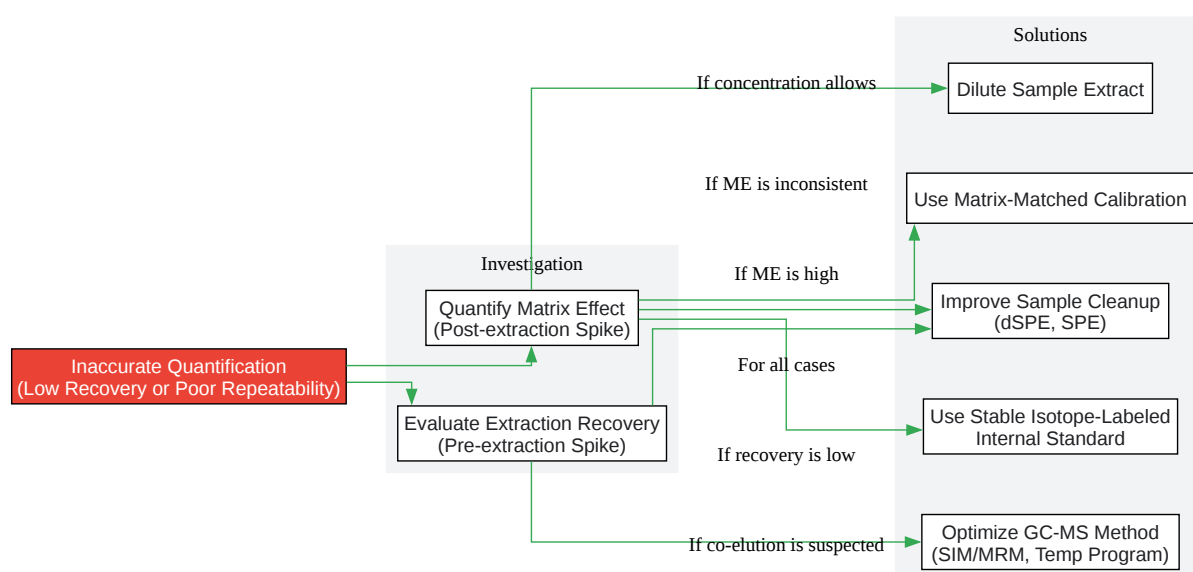 Solutions
If concentration allows
Dilute Sample Extract
If ME is inconsistent
Use Matrix-Matched Calibration
Investigation
If ME is high
Quantify Matrix Effect
(Post-extraction Spike)
Improve Sample Cleanup
(dSPE, SPE)
Inaccurate Quantification
(Low Recovery or Poor Repeatability)
For all cases
Evaluate Extraction Recovery
(Pre-extraction Spike)
Use Stable Isotope-Labeled
Internal Standard
If recovery is low
If co-elution is suspected
Optimize GC-MS Method
(SIM/MRM, Temp Program)